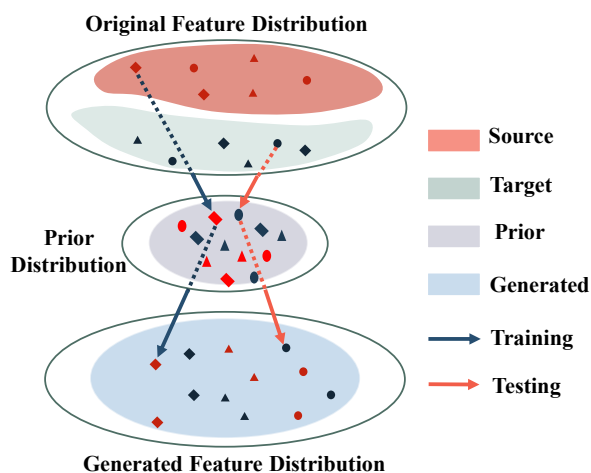 Original Feature Distribution
Source
Target
Prior
Distribution
Prior
Generated
Training
Testing
Generated Feature Distribution